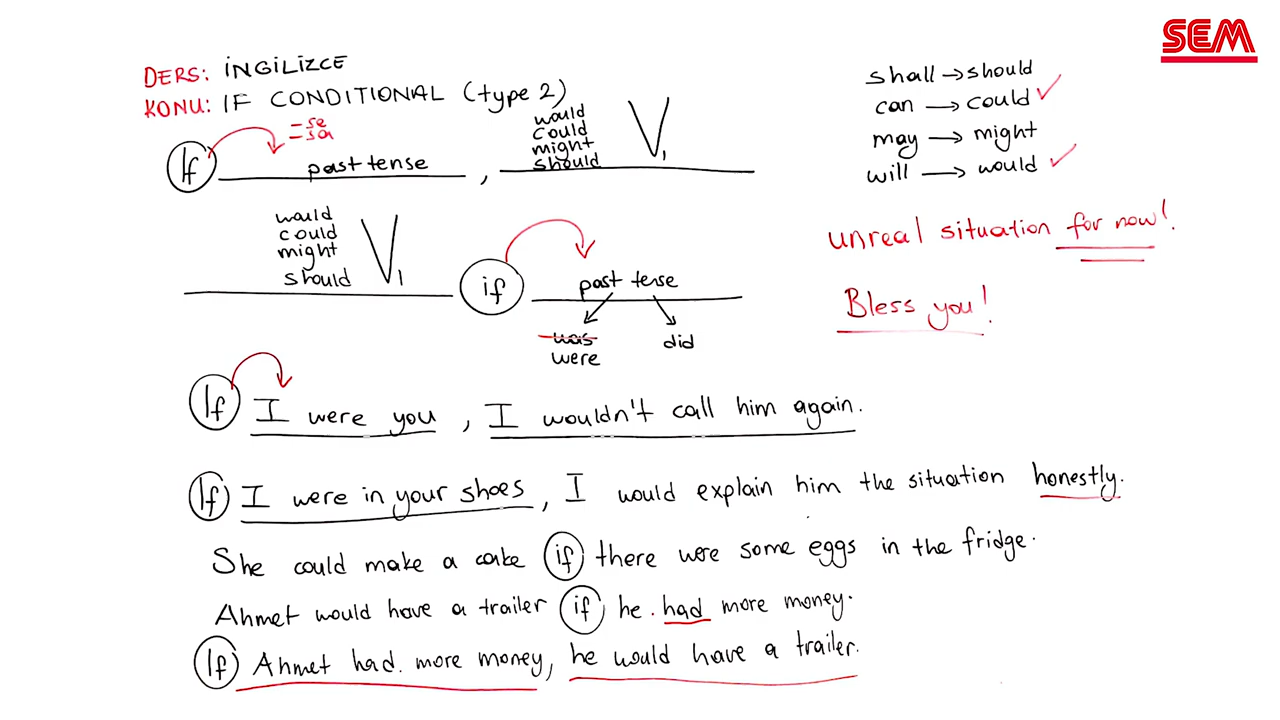 SEM
DERS: İNGİLİZCE
KONU: IF CONDITIONAL (type 2)
=se
=sa
If past tense , would could might should V1
would
could
might
should V1 if past tense
was
were
did
shall → should
can → could ✓
may → might
will → would ✓
unreal situation for now!
Bless you!
If I were you , I wouldn't call him again.
If I were in your shoes , I would explain him the situation honestly.
She could make a cake if there were some eggs in the fridge.
Ahmet would have a trailer if he had more money.
If Ahmet had more money, he would have a trailer.